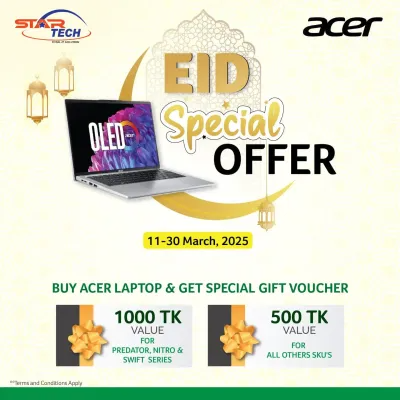 STAR TECH
acer
EID
Special
OFFER
OLED
acer
11-30 March, 2025
BUY ACER LAPTOP & GET SPECIAL GIFT VOUCHER
1000 TK
VALUE
FOR
PREDATOR, NITRO &
SWIFT SERIES
500 TK
VALUE
FOR
ALL OTHERS SKU'S
**Terms and Conditions Apply